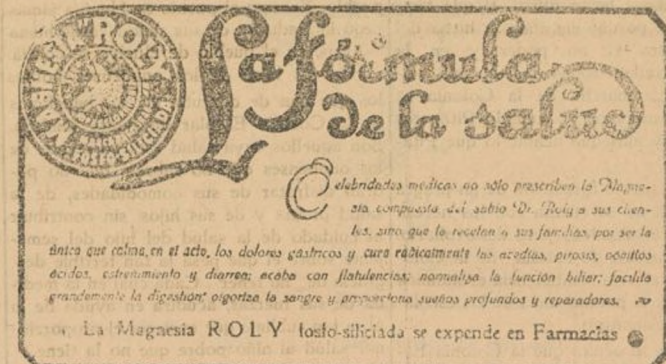 MAGNESIA ROLY
MARCA
FOSFO-SILICIADA
La fórmula
de la salud
Celebridades médicas no sólo prescriben la Magne-
sia compuesta del sabio Dr. Roig a sus clien-
tes, sino que la recetan a sus familias, por ser la
única que calma, en el acto, los dolores gástricos y cura radicalmente las acedías, pirosis, vómitos
ácidos, estreñimiento y diarrea; acaba con flatulencias; normaliza la función biliar; facilita
grandemente la digestión; vigoriza la sangre y proporciona sueños profundos y reparadores.
La Magnesia ROLY fosfo-siliciada se expende en Farmacias